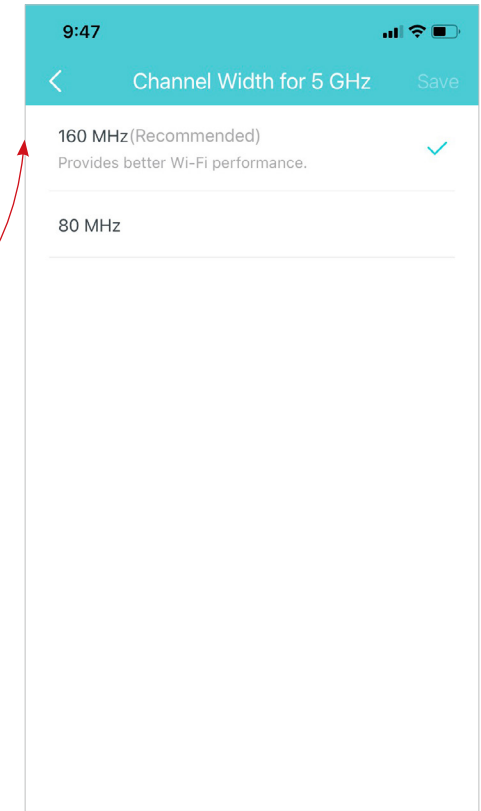 9:47
Channel Width for 5 GHz Save
160 MHz(Recommended)
Provides better Wi-Fi performance.
80 MHz